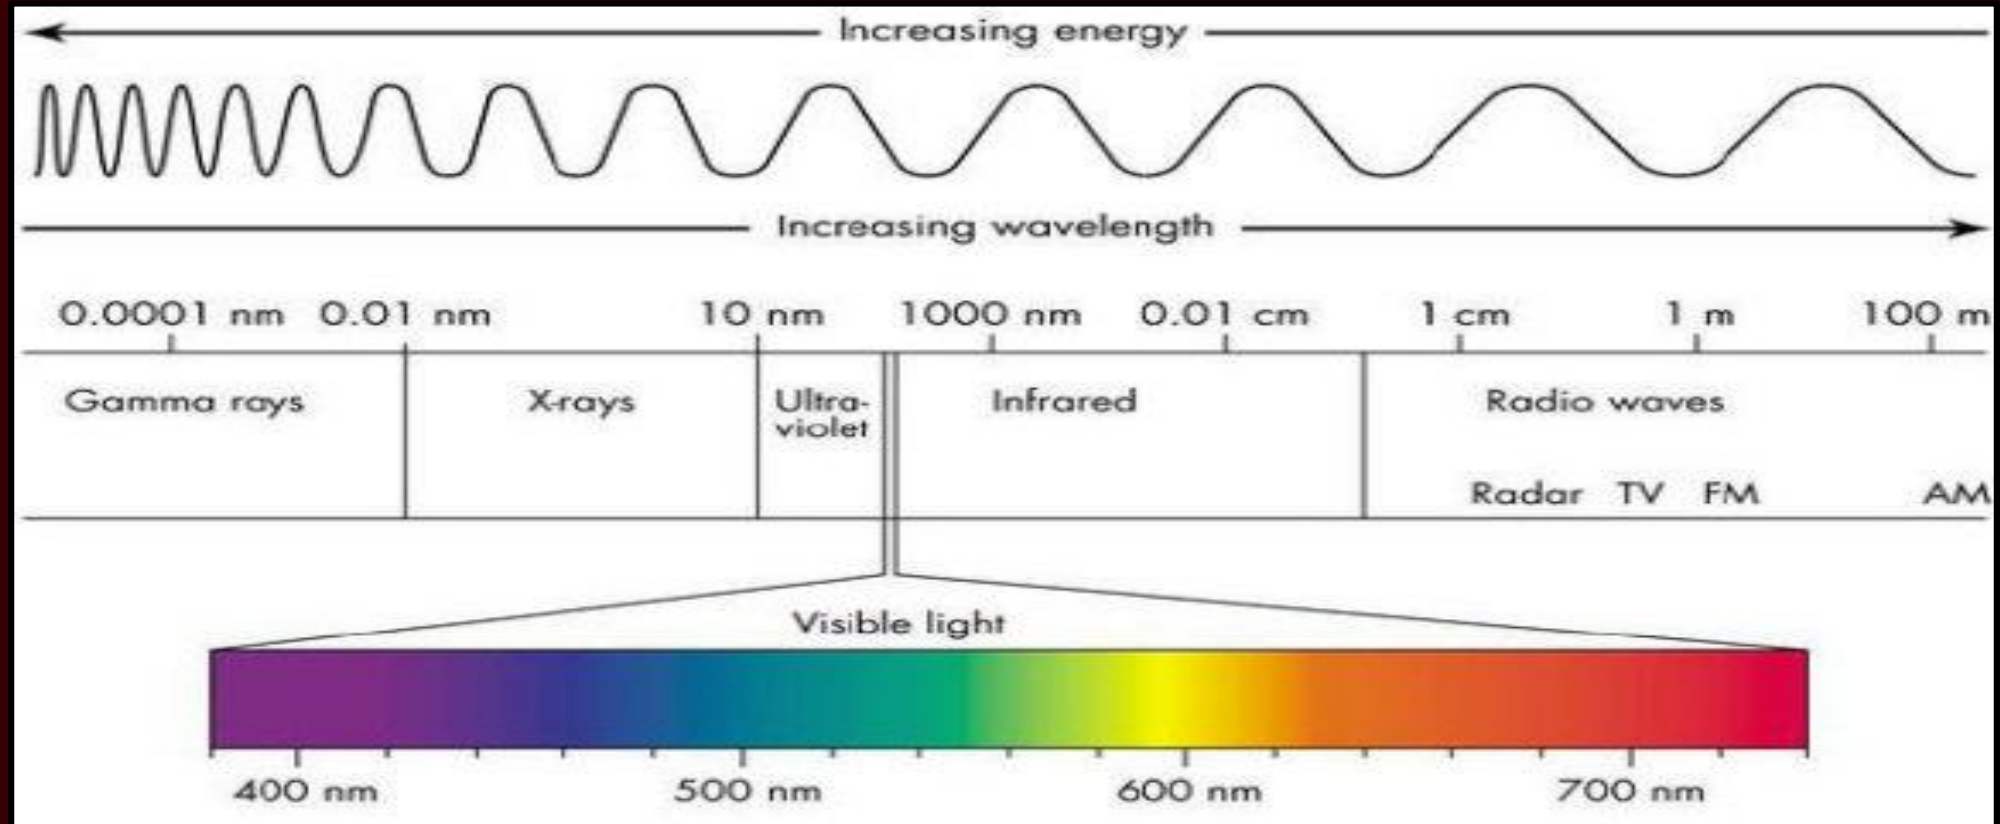 Increasing energy
Increasing wavelength
0.0001 nm 0.01 nm 10 nm 1000 nm 0.01 cm 1 cm 1 m 100 m
Gamma rays X-rays Ultra- Infrared Radio waves
violet
Radar TV FM AM
Visible light
400 nm 500 nm 600 nm 700 nm